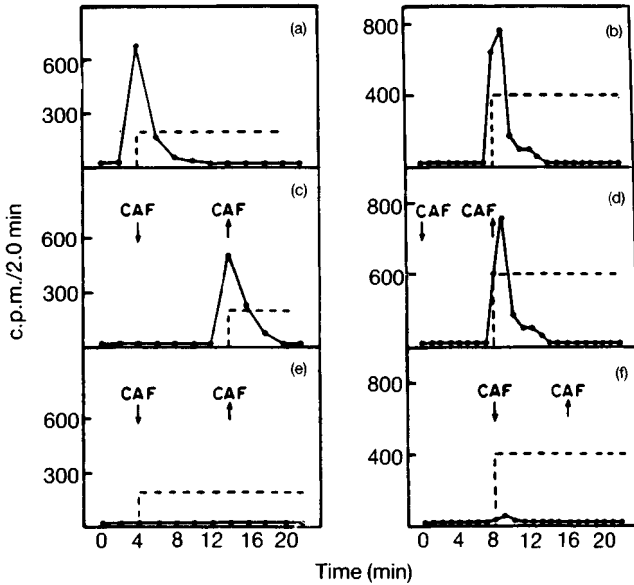 (a)
600
200
(b)
800
400
c.p.m./2.0 min
(c)
CAF CAF
600
300
(d)
CAF CAF
800
600
(e)
CAF CAF
600
300
0 4 8 12 16 20
(f)
CAF CAF
800
400
0 4 8 12 16 20
Time (min)